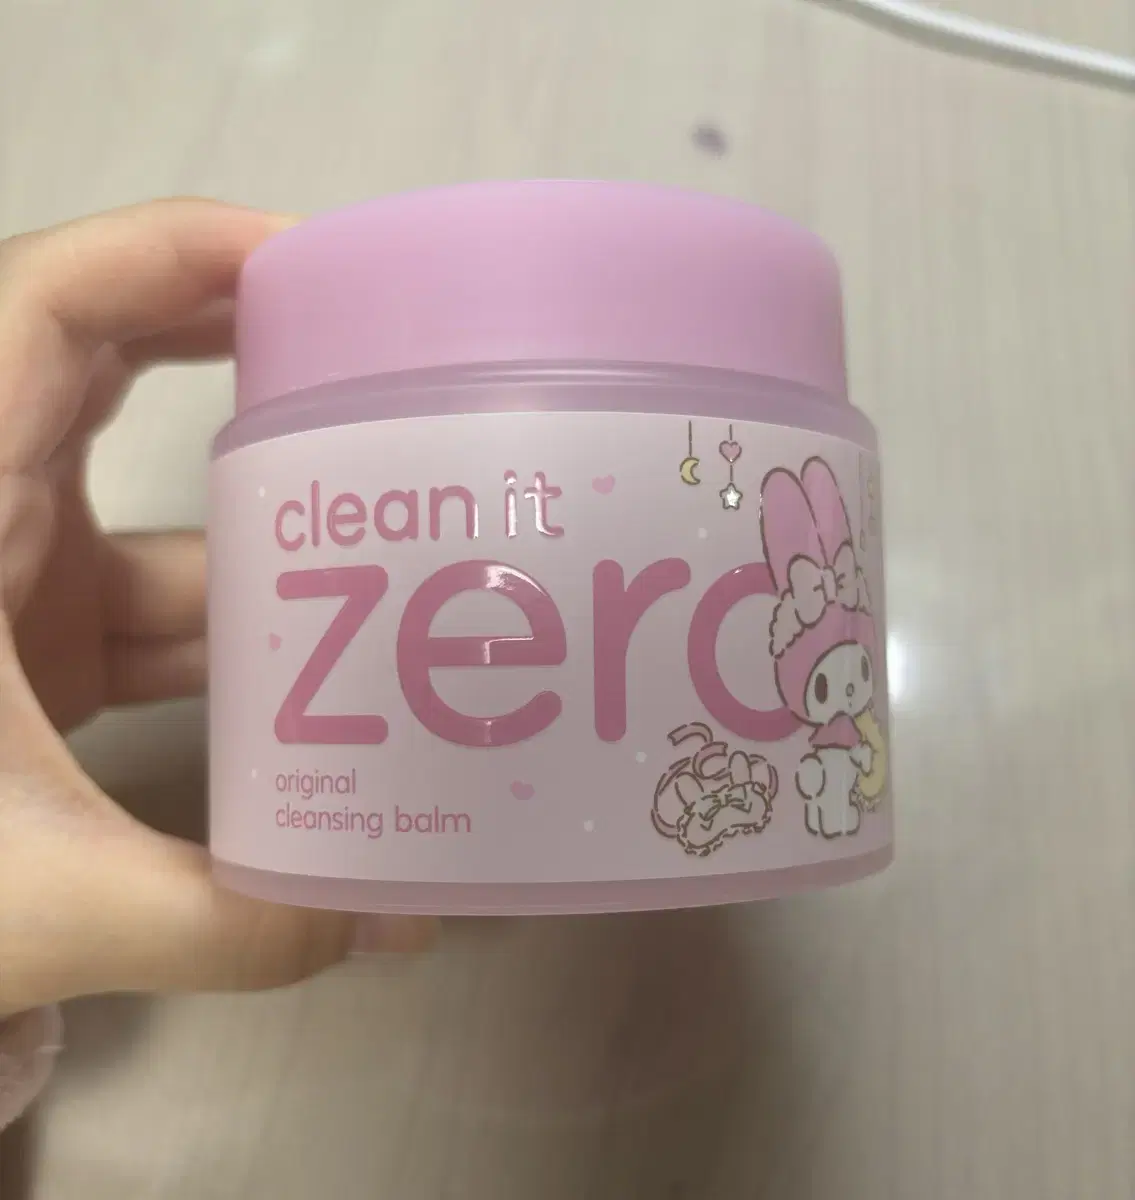 clean it
zero
original
cleansing balm